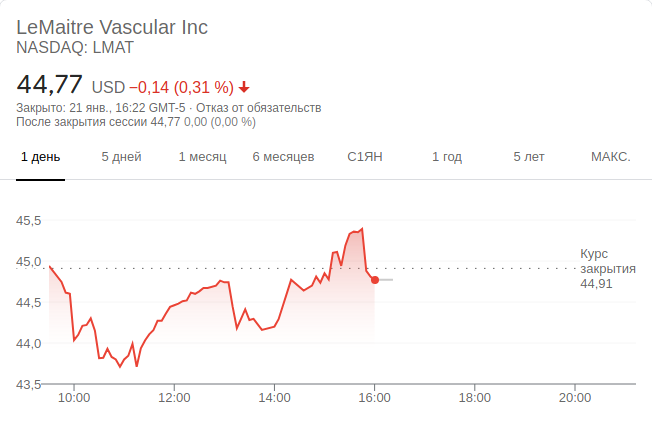 LeMaitre Vascular Inc
NASDAQ: LMAT
44,77 USD −0,14 (0,31 %)
Закрыто: 21 янв., 16:22 GMT-5 · Отказ от обязательств
После закрытия сессии 44,77 0,00 (0,00 %)
1 день 5 дней 1 месяц 6 месяцев С1ЯН 1 год 5 лет МАКС.
45,5
45,0
44,5
44,0
43,5
Курс
закрытия
44,91
10:00 12:00 14:00 16:00 18:00 20:00